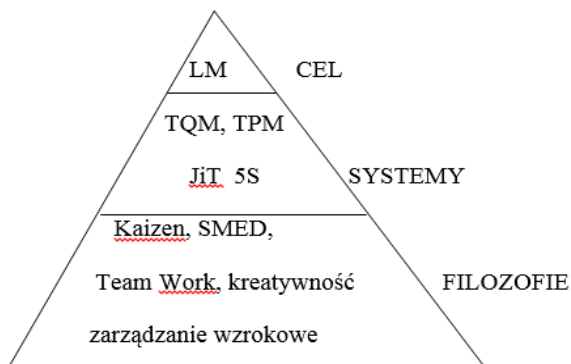 LM CEL
TQM, TPM
JiT 5S SYSTEMY
Kaizen, SMED,
Team Work, kreatywność FILOZOFIE
zarządzanie wzrokowe